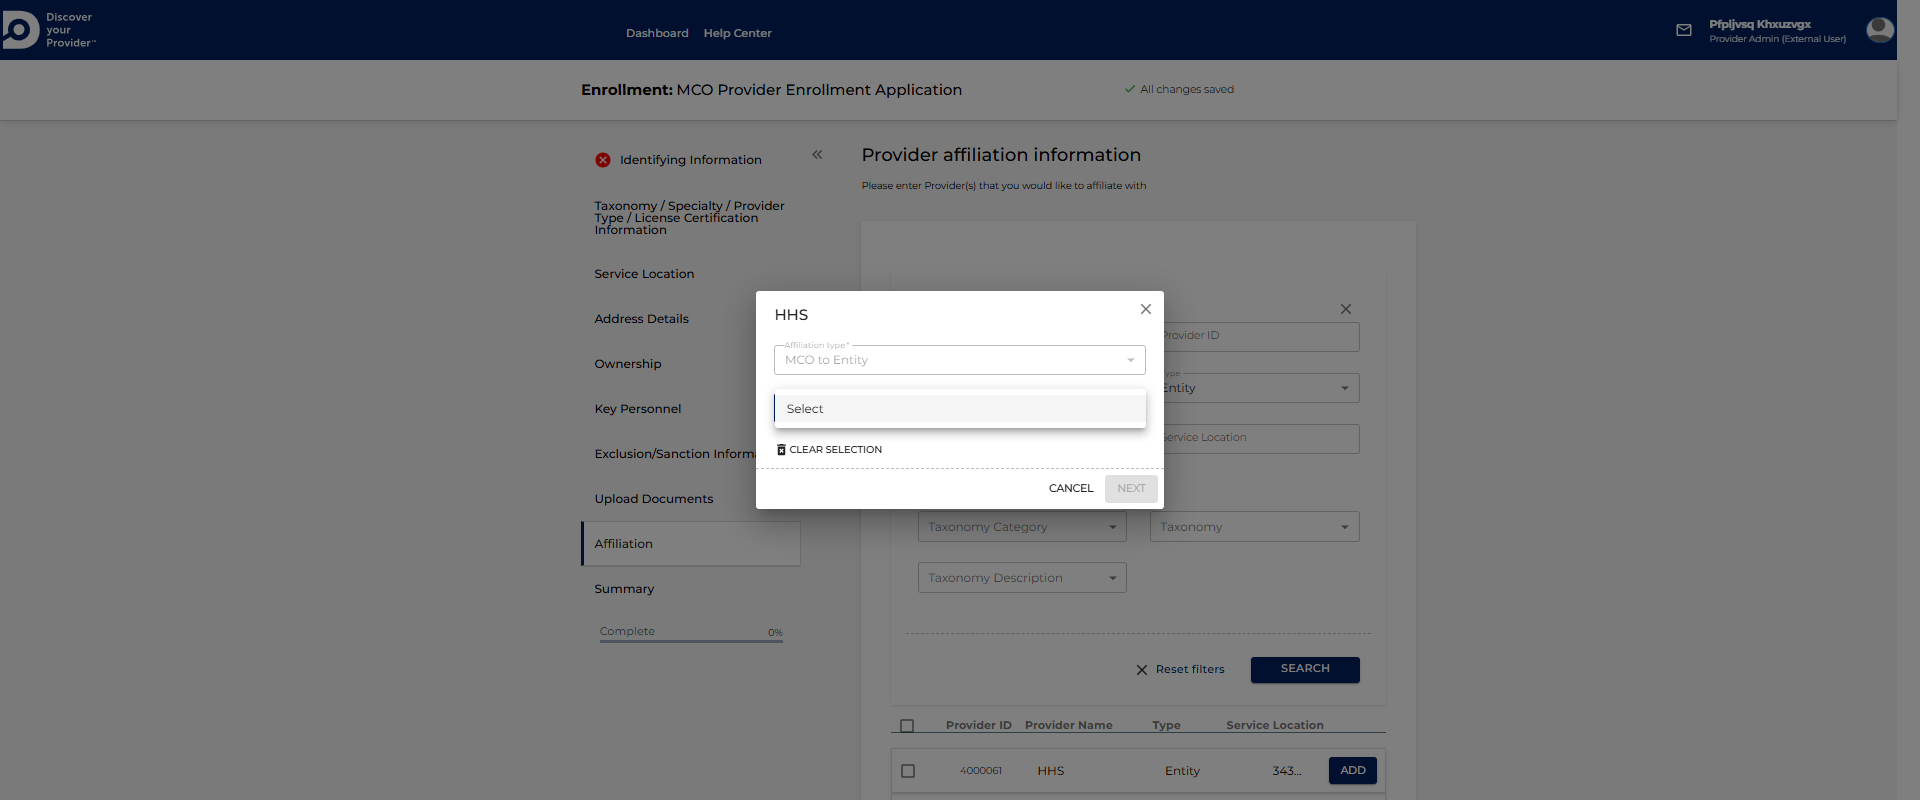 Discover
your
Provider™
Dashboard
Help Center
Pfpljvsq Khxuzvgx
Provider Admin (External User)
Enrollment: MCO Provider Enrollment Application
All changes saved
Identifying Information
Taxonomy / Specialty / Provider
Type / License Certification
Information
Service Location
Address Details
Ownership
Key Personnel
Exclusion/Sanction Informa
Upload Documents
Affiliation
Summary
Complete 0%
Provider affiliation information
Please enter Provider(s) that you would like to affiliate with
HHS
Affiliation type*
MCO to Entity
Select
CLEAR SELECTION
CANCEL
NEXT
Provider ID
Type
Entity
Service Location
Taxonomy Category
Taxonomy
Taxonomy Description
Reset filters
SEARCH
Provider ID Provider Name Type Service Location
4000061 HHS Entity 343... ADD